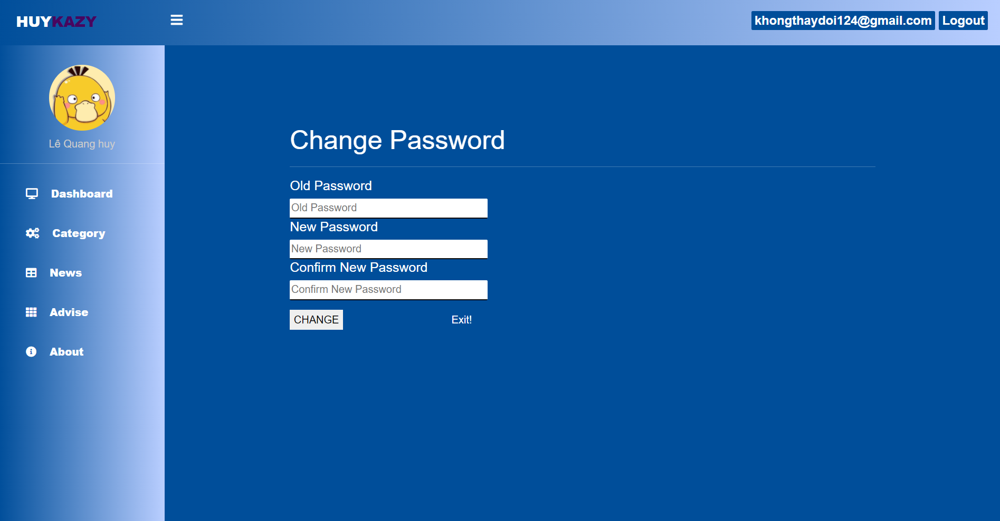 HUYKAZY
khongthaydoi124@gmail.com Logout
Lê Quang huy
Dashboard
Category
News
Advise
About
Change Password
Old Password
Old Password
New Password
New Password
Confirm New Password
Confirm New Password
CHANGE Exit!